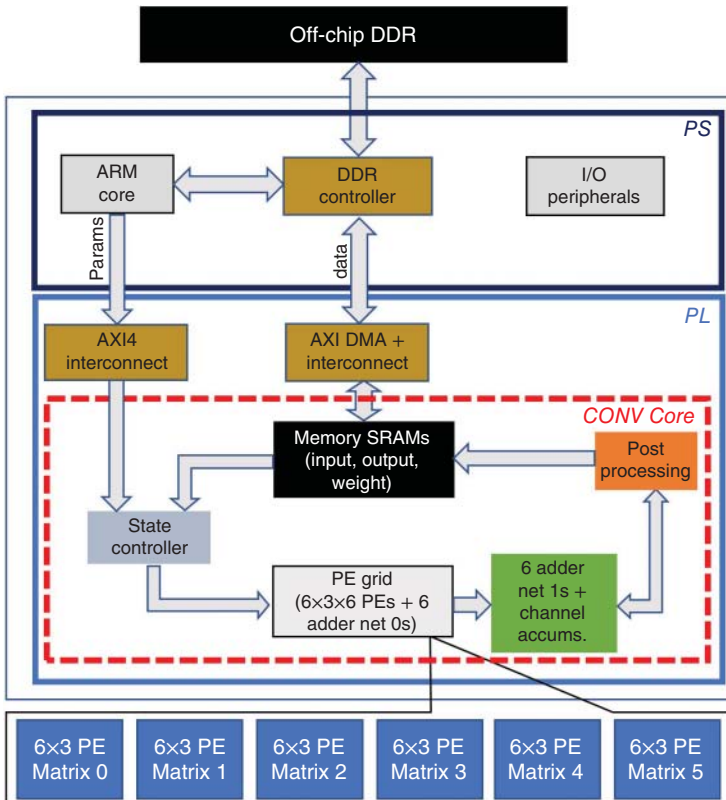 Off-chip DDR
PS
ARM
core
DDR
controller
I/O
peripherals
Params
data
PL
AXI4
interconnect
AXI DMA +
interconnect
CONV Core
Memory SRAMs
(input, output,
weight)
Post
processing
State
controller
PE grid
(6×3×6 PEs + 6
adder net 0s)
6 adder
net 1s +
channel
accums.
6×3 PE
Matrix 0
6×3 PE
Matrix 1
6×3 PE
Matrix 2
6×3 PE
Matrix 3
6×3 PE
Matrix 4
6×3 PE
Matrix 5